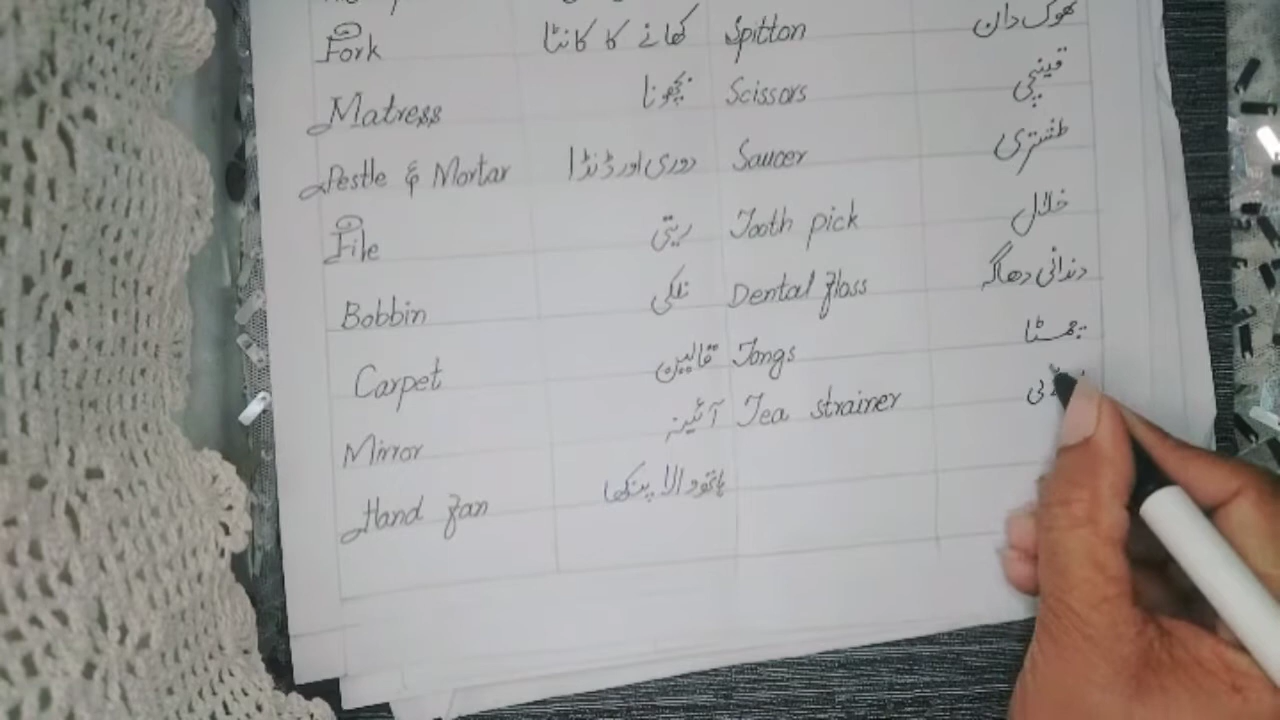 Fork کھانے کا کانٹا Spitton تھوک دان
Matress بچھونا Scissors قینچی
Pestle & Mortar دوری اور ڈنڈا Saucer طشتری
File ریتی Tooth pick خلال
Bobbin نلکی Dental floss دندانی دھاگہ
Carpet قالین Tongs چمٹا
Mirror آئینہ Tea strainer
Hand fan ہاتھ والا پنکھا